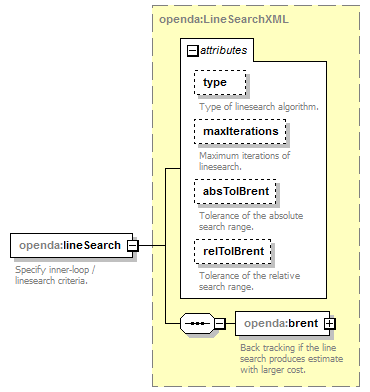 openda:LineSearchXML
attributes
type
Type of linesearch algorithm.
maxIterations
Maximum iterations of
linesearch.
absTolBrent
Tolerance of the absolute
search range.
relTolBrent
Tolerance of the relative
search range.
openda:lineSearch
Specify inner-loop /
linesearch criteria.
openda:brent
Back tracking if the line
search produces estimate
with larger cost.